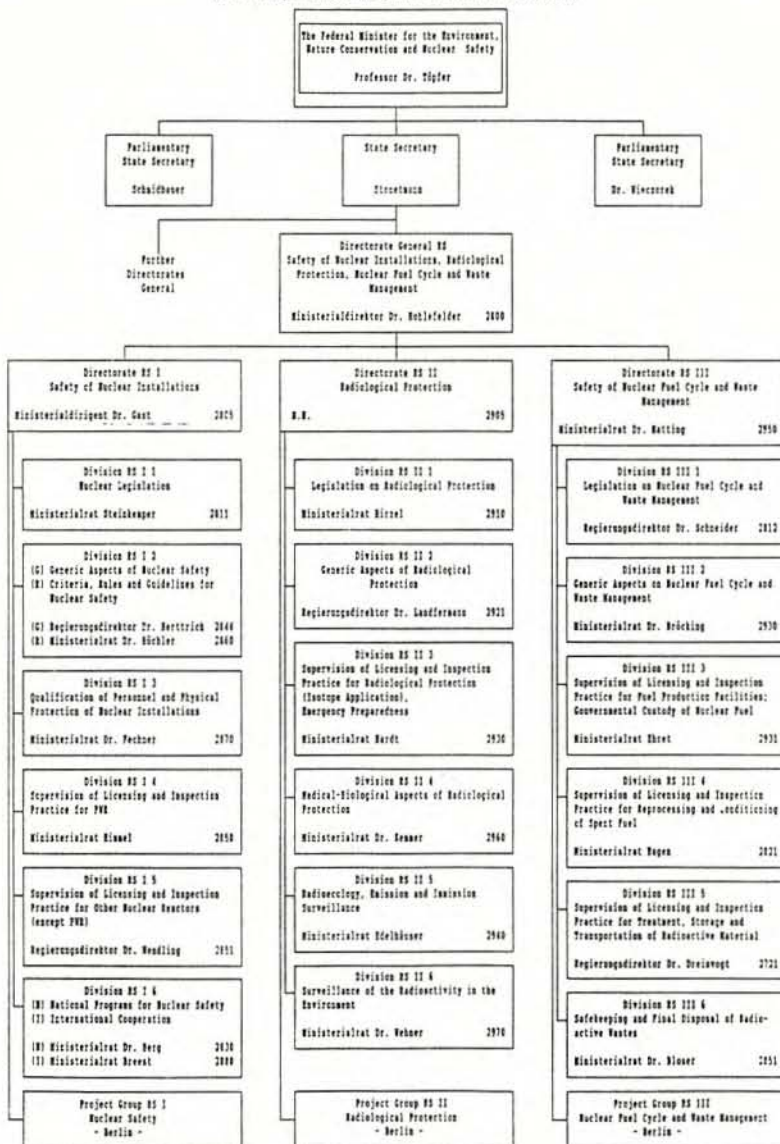 The Federal Minister for the Environment,
Nature Conservation and Nuclear Safety
Professor Dr. Töpfer
Parliamentary
State Secretary
Schmidbauer
State Secretary
Stroetmann
Parliamentary
State Secretary
Dr. Wieczorek
Further
Directorates
General
Directorate General RS
Safety of Nuclear Installations, Radiological
Protection, Nuclear Fuel Cycle and Waste
Management
Ministerialdirektor Dr. Hohlefelder 2800
Directorate RS I
Safety of Nuclear Installations
Ministerialdirigent Dr. Gast 2805
Division RS I 1
Nuclear Legislation
Ministerialrat Steinkemper 2811
Division RS I 2
(G) Generic Aspects of Nuclear Safety
(R) Criteria, Rules and Guidelines for
Nuclear Safety
(G) Regierungsdirektor Dr. Herttrich
(R) Ministerialrat Dr.
Division RS I 3
Qualification of Personnel and Physical
Protection of Nuclear Installations
Ministerialrat Dr. Fechner 2870
Division RS I 4
Supervision of Licensing and Inspection
Practice for PWR
Ministerialrat Himmel 2850
Division RS I 5
Supervision of Licensing and Inspection
Practice for Other Nuclear Reactors
(except PWR)
Regierungsdirektor Dr. Wendling 2851
Division RS I 6
(N) National Programs for Nuclear Safety
(I) International Cooperation
(N) Ministerialrat Dr. Berg 2830
(I) Ministerialrat Breest 2880
Project Group RS I
Nuclear Safety
- Berlin -
Directorate RS II
Radiological Protection
N.N. 2905
Division RS II 1
Legislation on Radiological Protection
Ministerialrat 2910
Division RS II 2
Generic Aspects of Radiological
Protection
Regierungsdirektor Dr. Landfermann 2921
Division RS II 3
Supervision of Licensing and Inspection
Practice for Radiological Protection
(Isotope Application),
Emergency Preparedness
Ministerialrat Hardt 2930
Division RS II 4
Medical-Biological Aspects of Radiological
Protection
Ministerialrat Dr. Kemmer 2960
Division RS II 5
Radioecology, Emission and Immission
Surveillance
Ministerialrat Edelhäuser 2940
Division RS II 6
Surveillance of the Radioactivity in the
Environment
Ministerialrat Dr. Wehner 2970
Project Group RS II
Radiological Protection
- Berlin -
Directorate RS III
Safety of Nuclear Fuel Cycle and Waste
Management
Ministerialrat Dr. Matting 2950
Division RS III 1
Legislation on Nuclear Fuel Cycle and
Waste Management
Regierungsdirektor Dr. Schneider 2812
Division RS III 2
Generic Aspects on Nuclear Fuel Cycle and
Waste Management
Ministerialrat Dr. Bröcking 2930
Division RS III 3
Supervision of Licensing and Inspection
Practice for Fuel Production Facilities;
Governmental Custody of Nuclear Fuel
Ministerialrat Ehret 2931
Division RS III 4
Supervision of Licensing and Inspection
Practice for Reprocessing and Conditioning
of Spent Fuel
Ministerialrat Hagen 2821
Division RS III 5
Supervision of Licensing and Inspection
Practice for Treatment, Storage and
Transportation of Radioactive Material
Regierungsdirektor Dr. 2721
Division RS III 6
Safekeeping and Final Disposal of Radio-
active Wastes
Ministerialrat Dr. Bloser 2851
Project Group RS III
Nuclear Fuel Cycle and Waste Management
- Berlin -